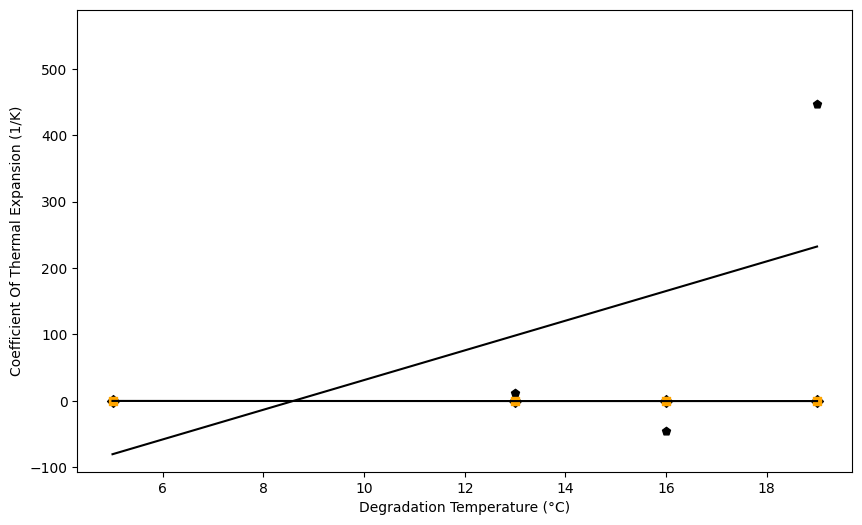 Coefficient Of Thermal Expansion (1/K)
500
400
300
200
100
0
−100
6 8 10 12 14 16 18
Degradation Temperature (°C)